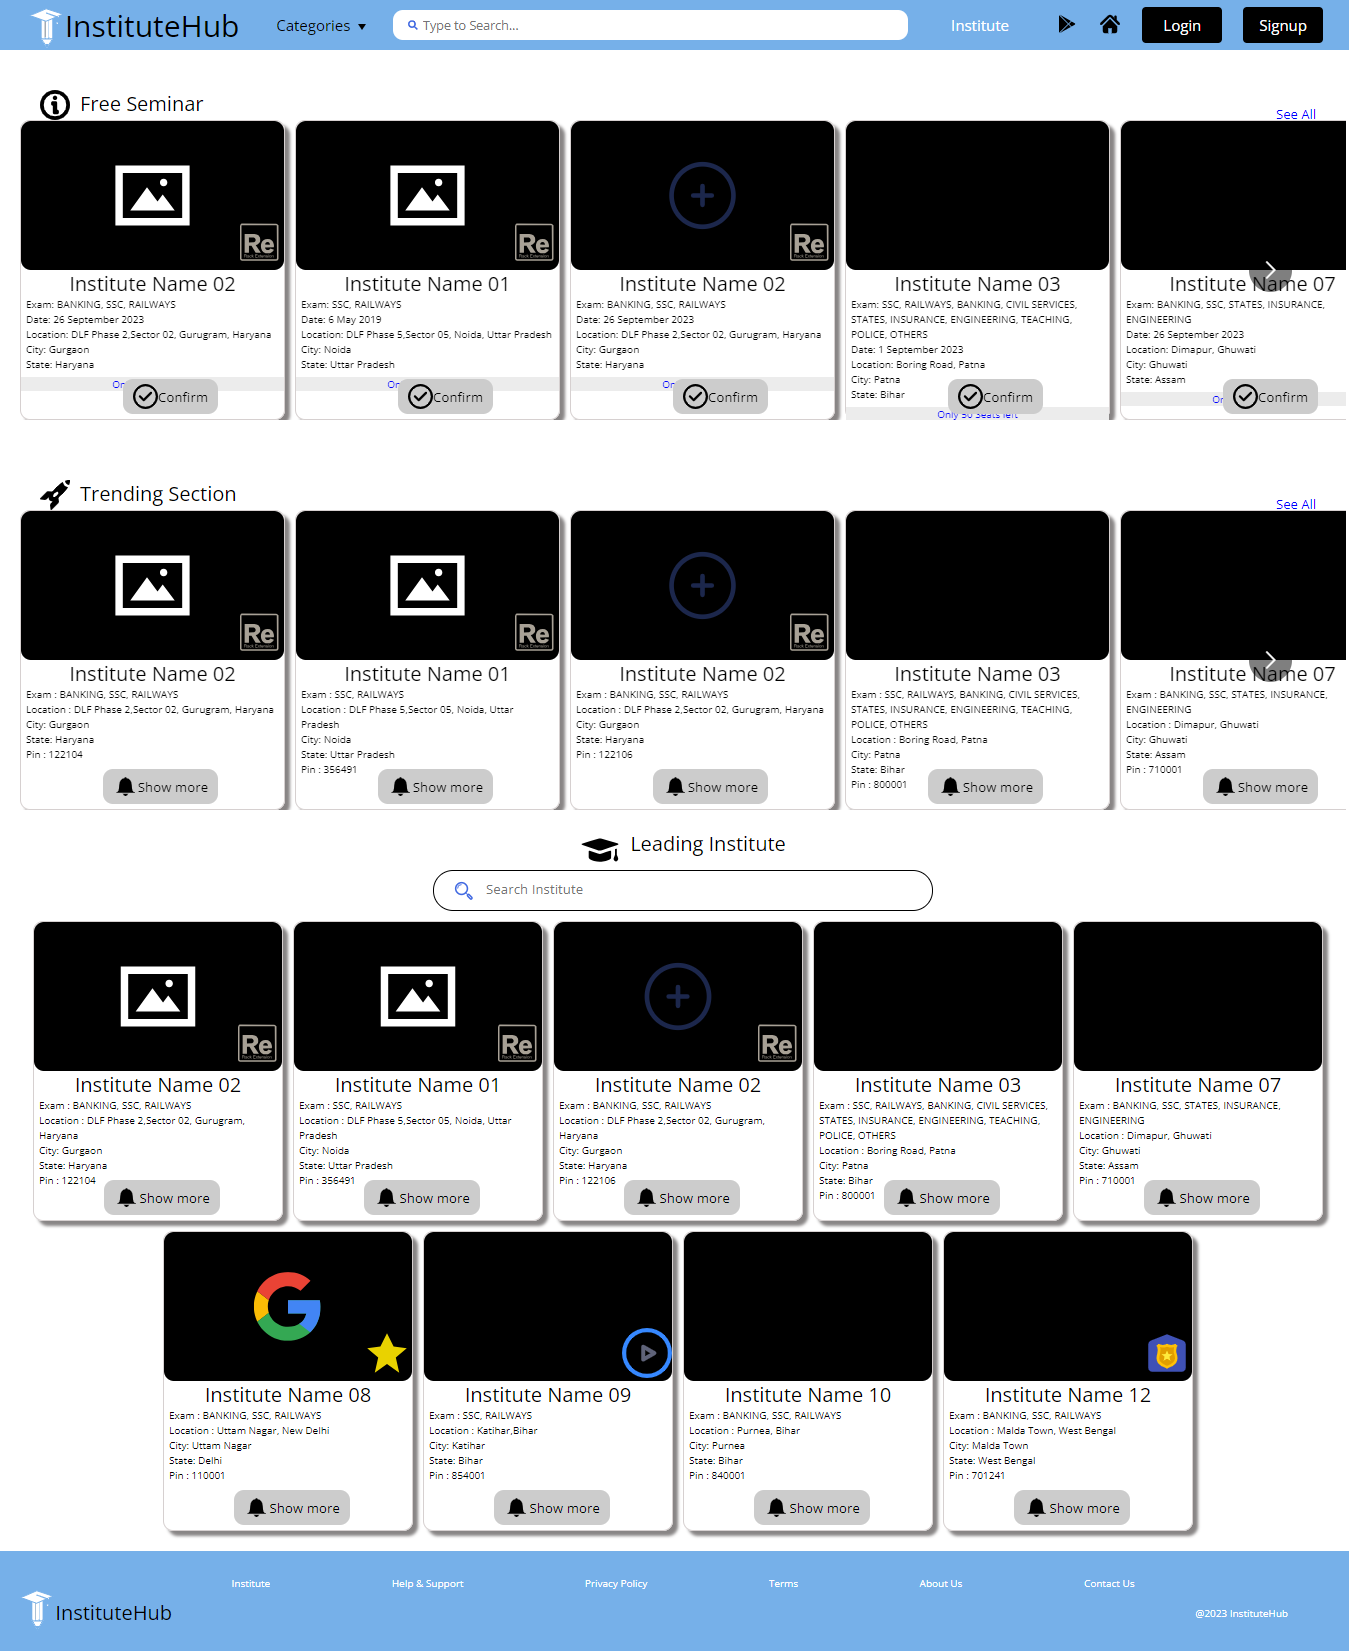 InstituteHub Categories Type to Search... Institute Login Signup
Free Seminar
See All
Re
Rack Extension
Institute Name 02
Exam: BANKING, SSC, RAILWAYS
Date: 26 September 2023
Location: DLF Phase 2,Sector 02, Gurugram, Haryana
City: Gurgaon
State: Haryana
Confirm
Re
Rack Extension
Institute Name 01
Exam: SSC, RAILWAYS
Date: 6 May 2019
Location: DLF Phase 5,Sector 05, Noida, Uttar Pradesh
City: Noida
State: Uttar Pradesh
Confirm
Re
Rack Extension
Institute Name 02
Exam: BANKING, SSC, RAILWAYS
Date: 26 September 2023
Location: DLF Phase 2,Sector 02, Gurugram, Haryana
City: Gurgaon
State: Haryana
Confirm
Institute Name 03
Exam: SSC, RAILWAYS, BANKING, CIVIL SERVICES,
STATES, INSURANCE, ENGINEERING, TEACHING,
POLICE, OTHERS
Date: 1 September 2023
Location: Boring Road, Patna
City: Patna
State: Bihar
Confirm
Only 50 Seats left
Institute Name 07
Exam: BANKING, SSC, STATES, INSURANCE,
ENGINEERING
Date: 26 September 2023
Location: Dimapur, Ghuwati
City: Ghuwati
State: Assam
Confirm
Trending Section
See All
Re
Rack Extension
Institute Name 02
Exam : BANKING, SSC, RAILWAYS
Location : DLF Phase 2,Sector 02, Gurugram, Haryana
City: Gurgaon
State: Haryana
Pin : 122104
Show more
Re
Rack Extension
Institute Name 01
Exam : SSC, RAILWAYS
Location : DLF Phase 5,Sector 05, Noida, Uttar
Pradesh
City: Noida
State: Uttar Pradesh
Pin : 356491
Show more
Re
Rack Extension
Institute Name 02
Exam : BANKING, SSC, RAILWAYS
Location : DLF Phase 2,Sector 02, Gurugram, Haryana
City: Gurgaon
State: Haryana
Pin : 122106
Show more
Institute Name 03
Exam : SSC, RAILWAYS, BANKING, CIVIL SERVICES,
STATES, INSURANCE, ENGINEERING, TEACHING,
POLICE, OTHERS
Location : Boring Road, Patna
City: Patna
State: Bihar
Pin : 800001
Show more
Institute Name 07
Exam : BANKING, SSC, STATES, INSURANCE,
ENGINEERING
Location : Dimapur, Ghuwati
City: Ghuwati
State: Assam
Pin : 710001
Show more
Leading Institute
Search Institute
Re
Rack Extension
Institute Name 02
Exam : BANKING, SSC, RAILWAYS
Location : DLF Phase 2,Sector 02, Gurugram,
Haryana
City: Gurgaon
State: Haryana
Pin : 122104
Show more
Re
Rack Extension
Institute Name 01
Exam : SSC, RAILWAYS
Location : DLF Phase 5,Sector 05, Noida, Uttar
Pradesh
City: Noida
State: Uttar Pradesh
Pin : 356491
Show more
Re
Rack Extension
Institute Name 02
Exam : BANKING, SSC, RAILWAYS
Location : DLF Phase 2,Sector 02, Gurugram,
Haryana
City: Gurgaon
State: Haryana
Pin : 122106
Show more
Institute Name 03
Exam : SSC, RAILWAYS, BANKING, CIVIL SERVICES,
STATES, INSURANCE, ENGINEERING, TEACHING,
POLICE, OTHERS
Location : Boring Road, Patna
City: Patna
State: Bihar
Pin : 800001
Show more
Institute Name 07
Exam : BANKING, SSC, STATES, INSURANCE,
ENGINEERING
Location : Dimapur, Ghuwati
City: Ghuwati
State: Assam
Pin : 710001
Show more
Institute Name 08
Exam : BANKING, SSC, RAILWAYS
Location : Uttam Nagar, New Delhi
City: Uttam Nagar
State: Delhi
Pin : 110001
Show more
Institute Name 09
Exam : SSC, RAILWAYS
Location : Katihar,Bihar
City: Katihar
State: Bihar
Pin : 854001
Show more
Institute Name 10
Exam : BANKING, SSC, RAILWAYS
Location : Purnea, Bihar
City: Purnea
State: Bihar
Pin : 840001
Show more
Institute Name 12
Exam : BANKING, SSC, RAILWAYS
Location : Malda Town, West Bengal
City: Malda Town
State: West Bengal
Pin : 701241
Show more
Institute Help & Support Privacy Policy Terms About Us Contact Us
InstituteHub
@2023 InstituteHub